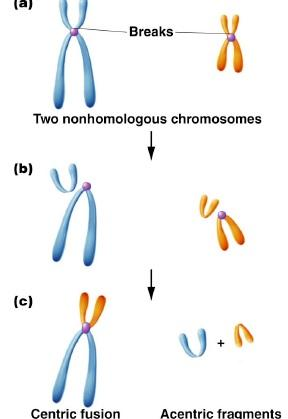 (a)
Breaks
Two nonhomologous chromosomes
(b)
(c)
+
Centric fusion
Acentric fragments